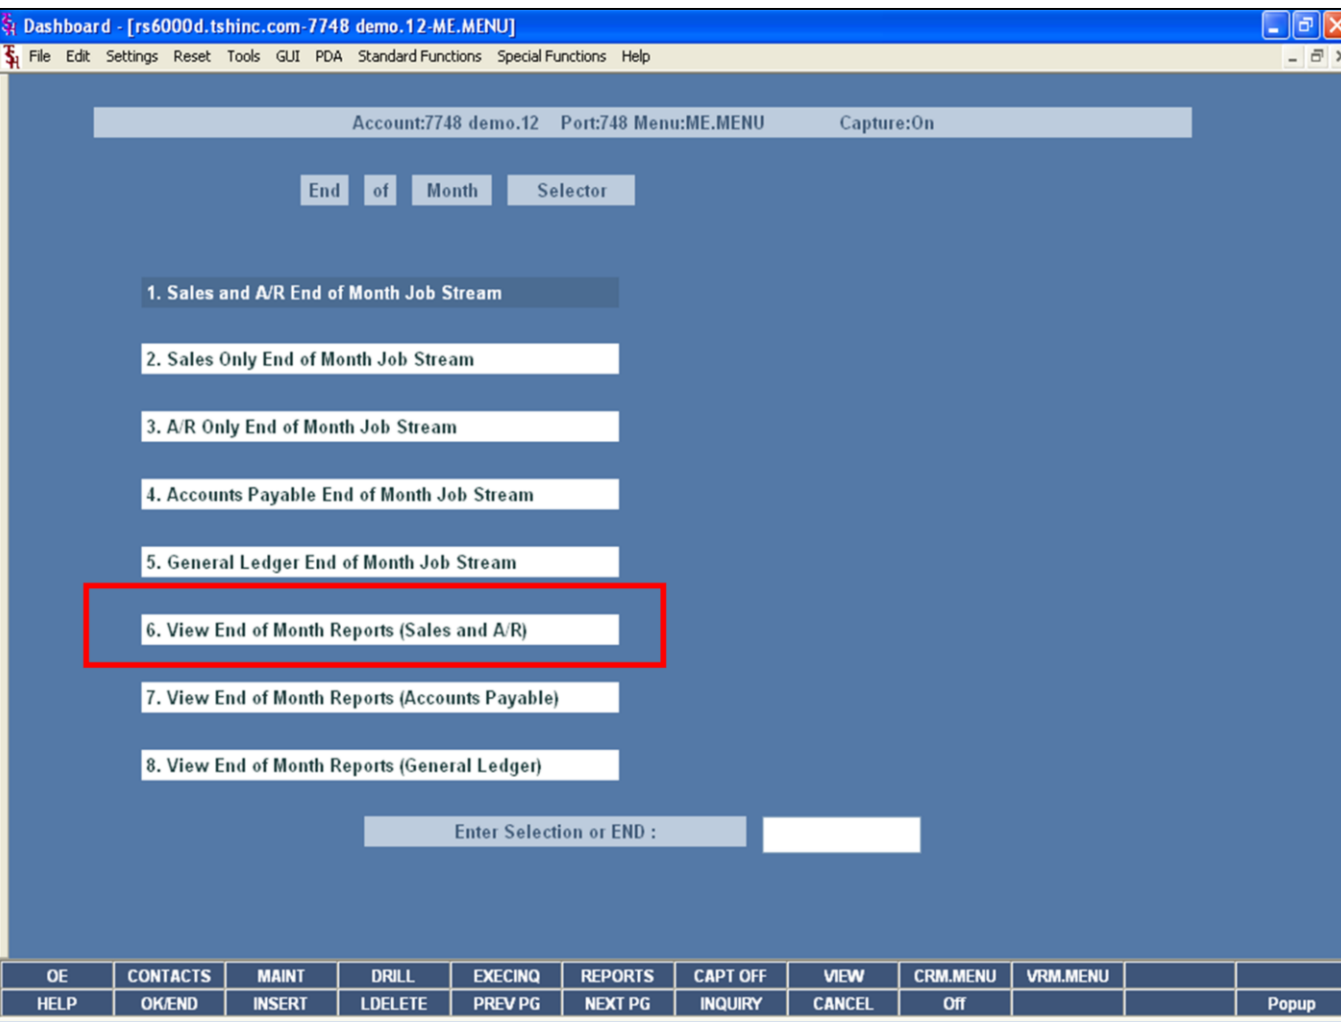 Dashboard - [rs6000d.tshinc.com-7748 demo.12-ME.MENU]
File Edit Settings Reset Tools GUI PDA Standard Functions Special Functions Help
Account:7748 demo.12 Port:748 Menu:ME.MENU Capture:On
End of Month Selector
1. Sales and A/R End of Month Job Stream
2. Sales Only End of Month Job Stream
3. A/R Only End of Month Job Stream
4. Accounts Payable End of Month Job Stream
5. General Ledger End of Month Job Stream
6. View End of Month Reports (Sales and A/R)
7. View End of Month Reports (Accounts Payable)
8. View End of Month Reports (General Ledger)
Enter Selection or END :
OE CONTACTS MAINT DRILL EXECINQ REPORTS CAPT OFF VIEW CRM.MENU VRM.MENU
HELP OK/END INSERT LDELETE PREV PG NEXT PG INQUIRY CANCEL Off Popup